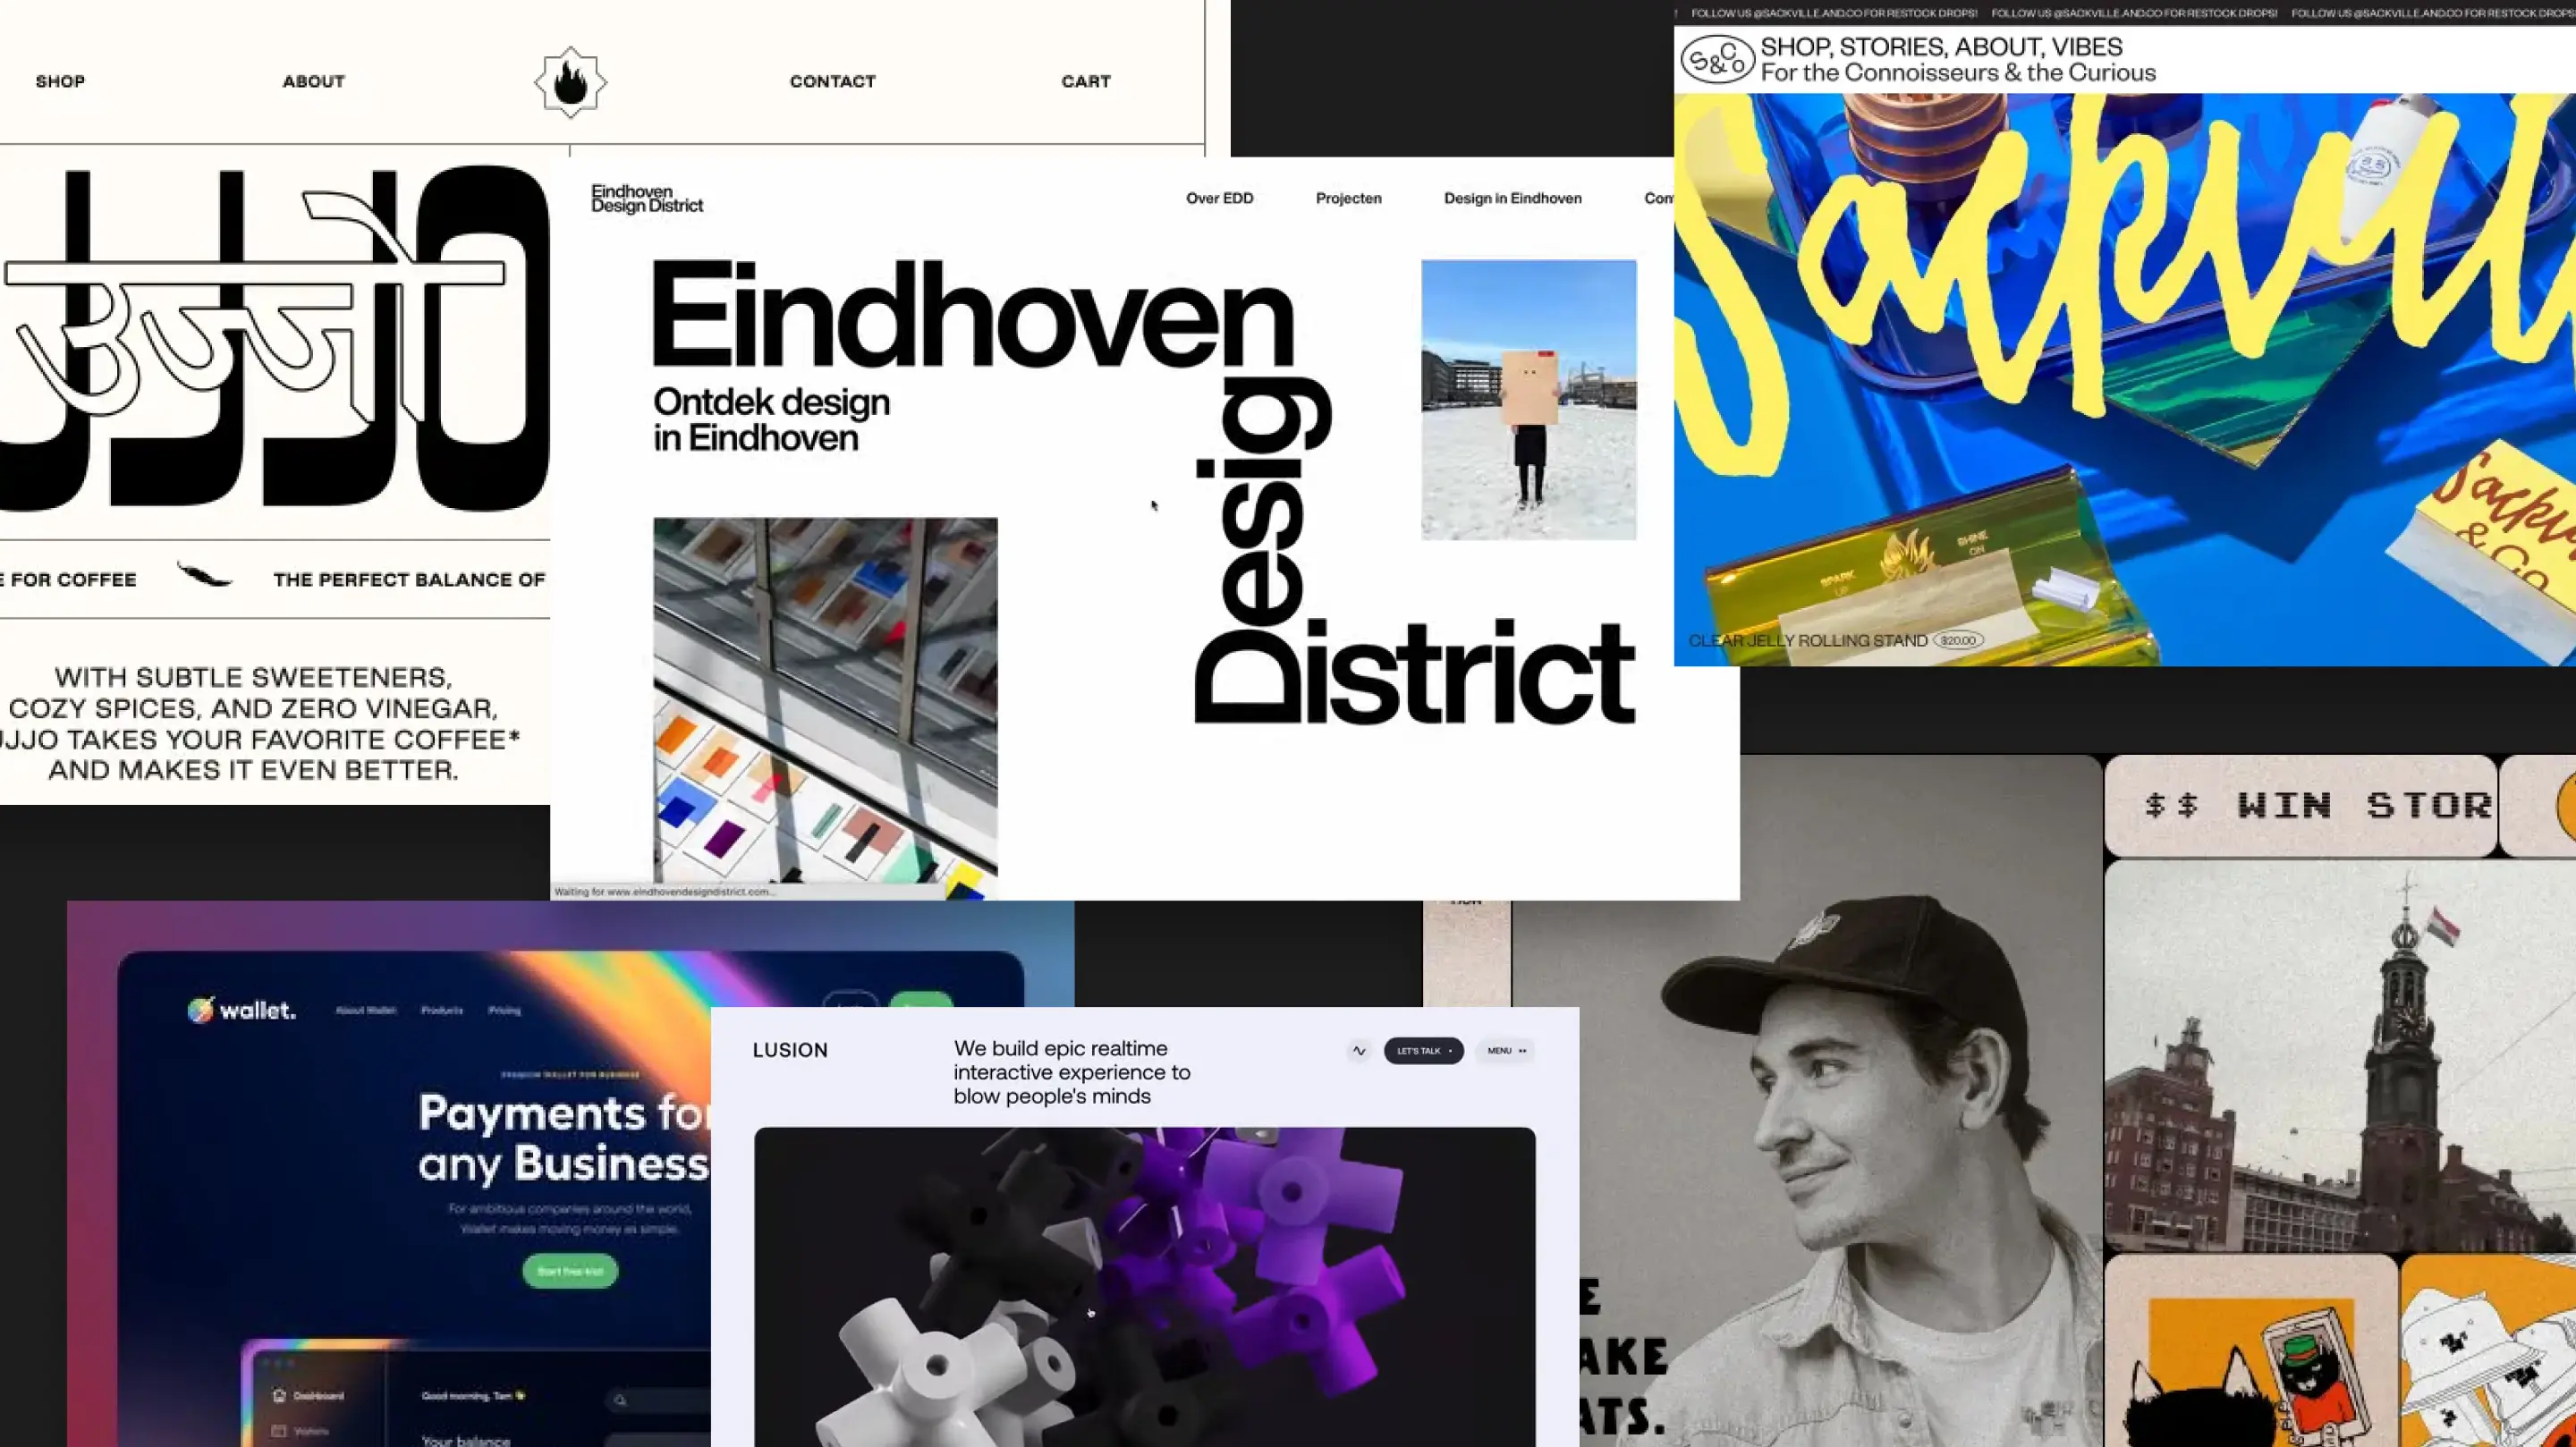 SHOP
ABOUT
CONTACT
CART
उज्जो
E FOR COFFEE
THE PERFECT BALANCE OF
WITH SUBTLE SWEETENERS,
COZY SPICES, AND ZERO VINEGAR,
UJJO TAKES YOUR FAVORITE COFFEE*
AND MAKES IT EVEN BETTER.
Eindhoven
Design District
Over EDD
Projecten
Design in Eindhoven
Con
Eindhoven
Design
District
Ontdek design
in Eindhoven
Waiting for www.eindhovendesigndistrict.com...
FOLLOW US @SACKVILLE.AND.CO FOR RESTOCK DROPS! FOLLOW US @SACKVILLE.AND.CO FOR RESTOCK DROPS! FOLLOW US @SACKVILLE.AND.CO FOR RESTOCK DROPS!
S&Co
SHOP, STORIES, ABOUT, VIBES
For the Connoisseurs & the Curious
Sackvill
SPARK
UP
SHINE
ON
Sackvi
& Co
CLEAR JELLY ROLLING STAND $20.00
wallet.
About Wallet
Products
Pricing
PREMIUM WALLET FOR BUSINESS
Payments for
any Business
For ambitious companies around the world,
Wallet makes moving money as simple.
Start free trial
Dashboard
Wallets
Good morning, Tam
Your balance
LUSION
We build epic realtime
interactive experience to
blow people's minds
LET'S TALK
MENU
$$ WIN STOR
E
AKE
ATS.